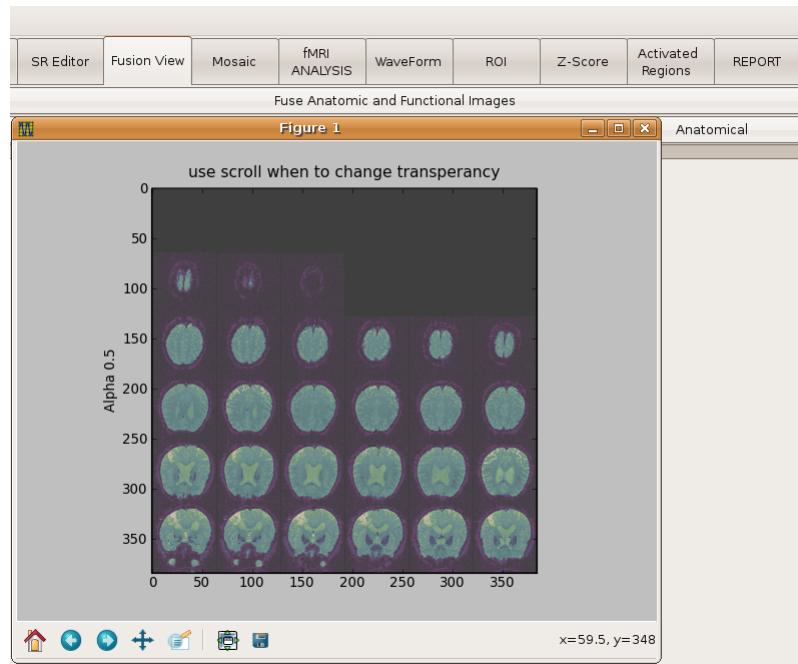 SR Editor Fusion View Mosaic fMRI ANALYSIS WaveForm ROI Z-Score Activated Regions REPORT
Fuse Anatomic and Functional Images
Figure 1
Anatomical
use scroll when to change transperancy
0
50
100
150
200
250
300
350
Alpha 0.5
0 50 100 150 200 250 300 350
x=59.5, y=348